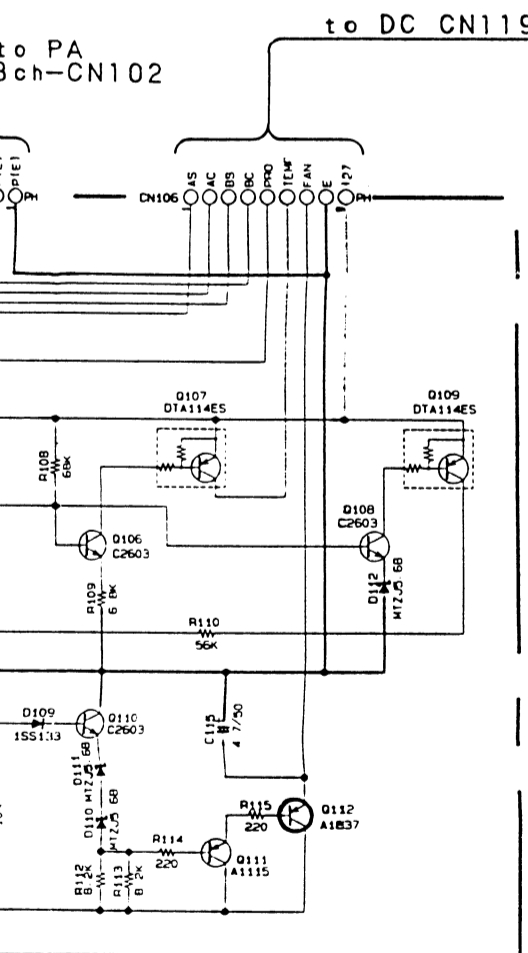 to DC CN119
to PA
3ch-CN102
P(E)
PH
CN106
AS
AC
BS
BC
PRO
TEMP
FAN
E
127
PH
1
Q107
DTA114ES
Q109
DTA114ES
R108
68K
Q106
C2603
Q108
C2603
D112
MTZJ5.6B
R109
6.8K
R110
56K
D109
1SS133
Q110
C2603
C115
4.7/50
D111
MTZJ5.6B
D110
MTZJ5.6B
R115
220
Q112
A1837
R114
220
Q111
A1115
R112
8.2K
R113
8.2K